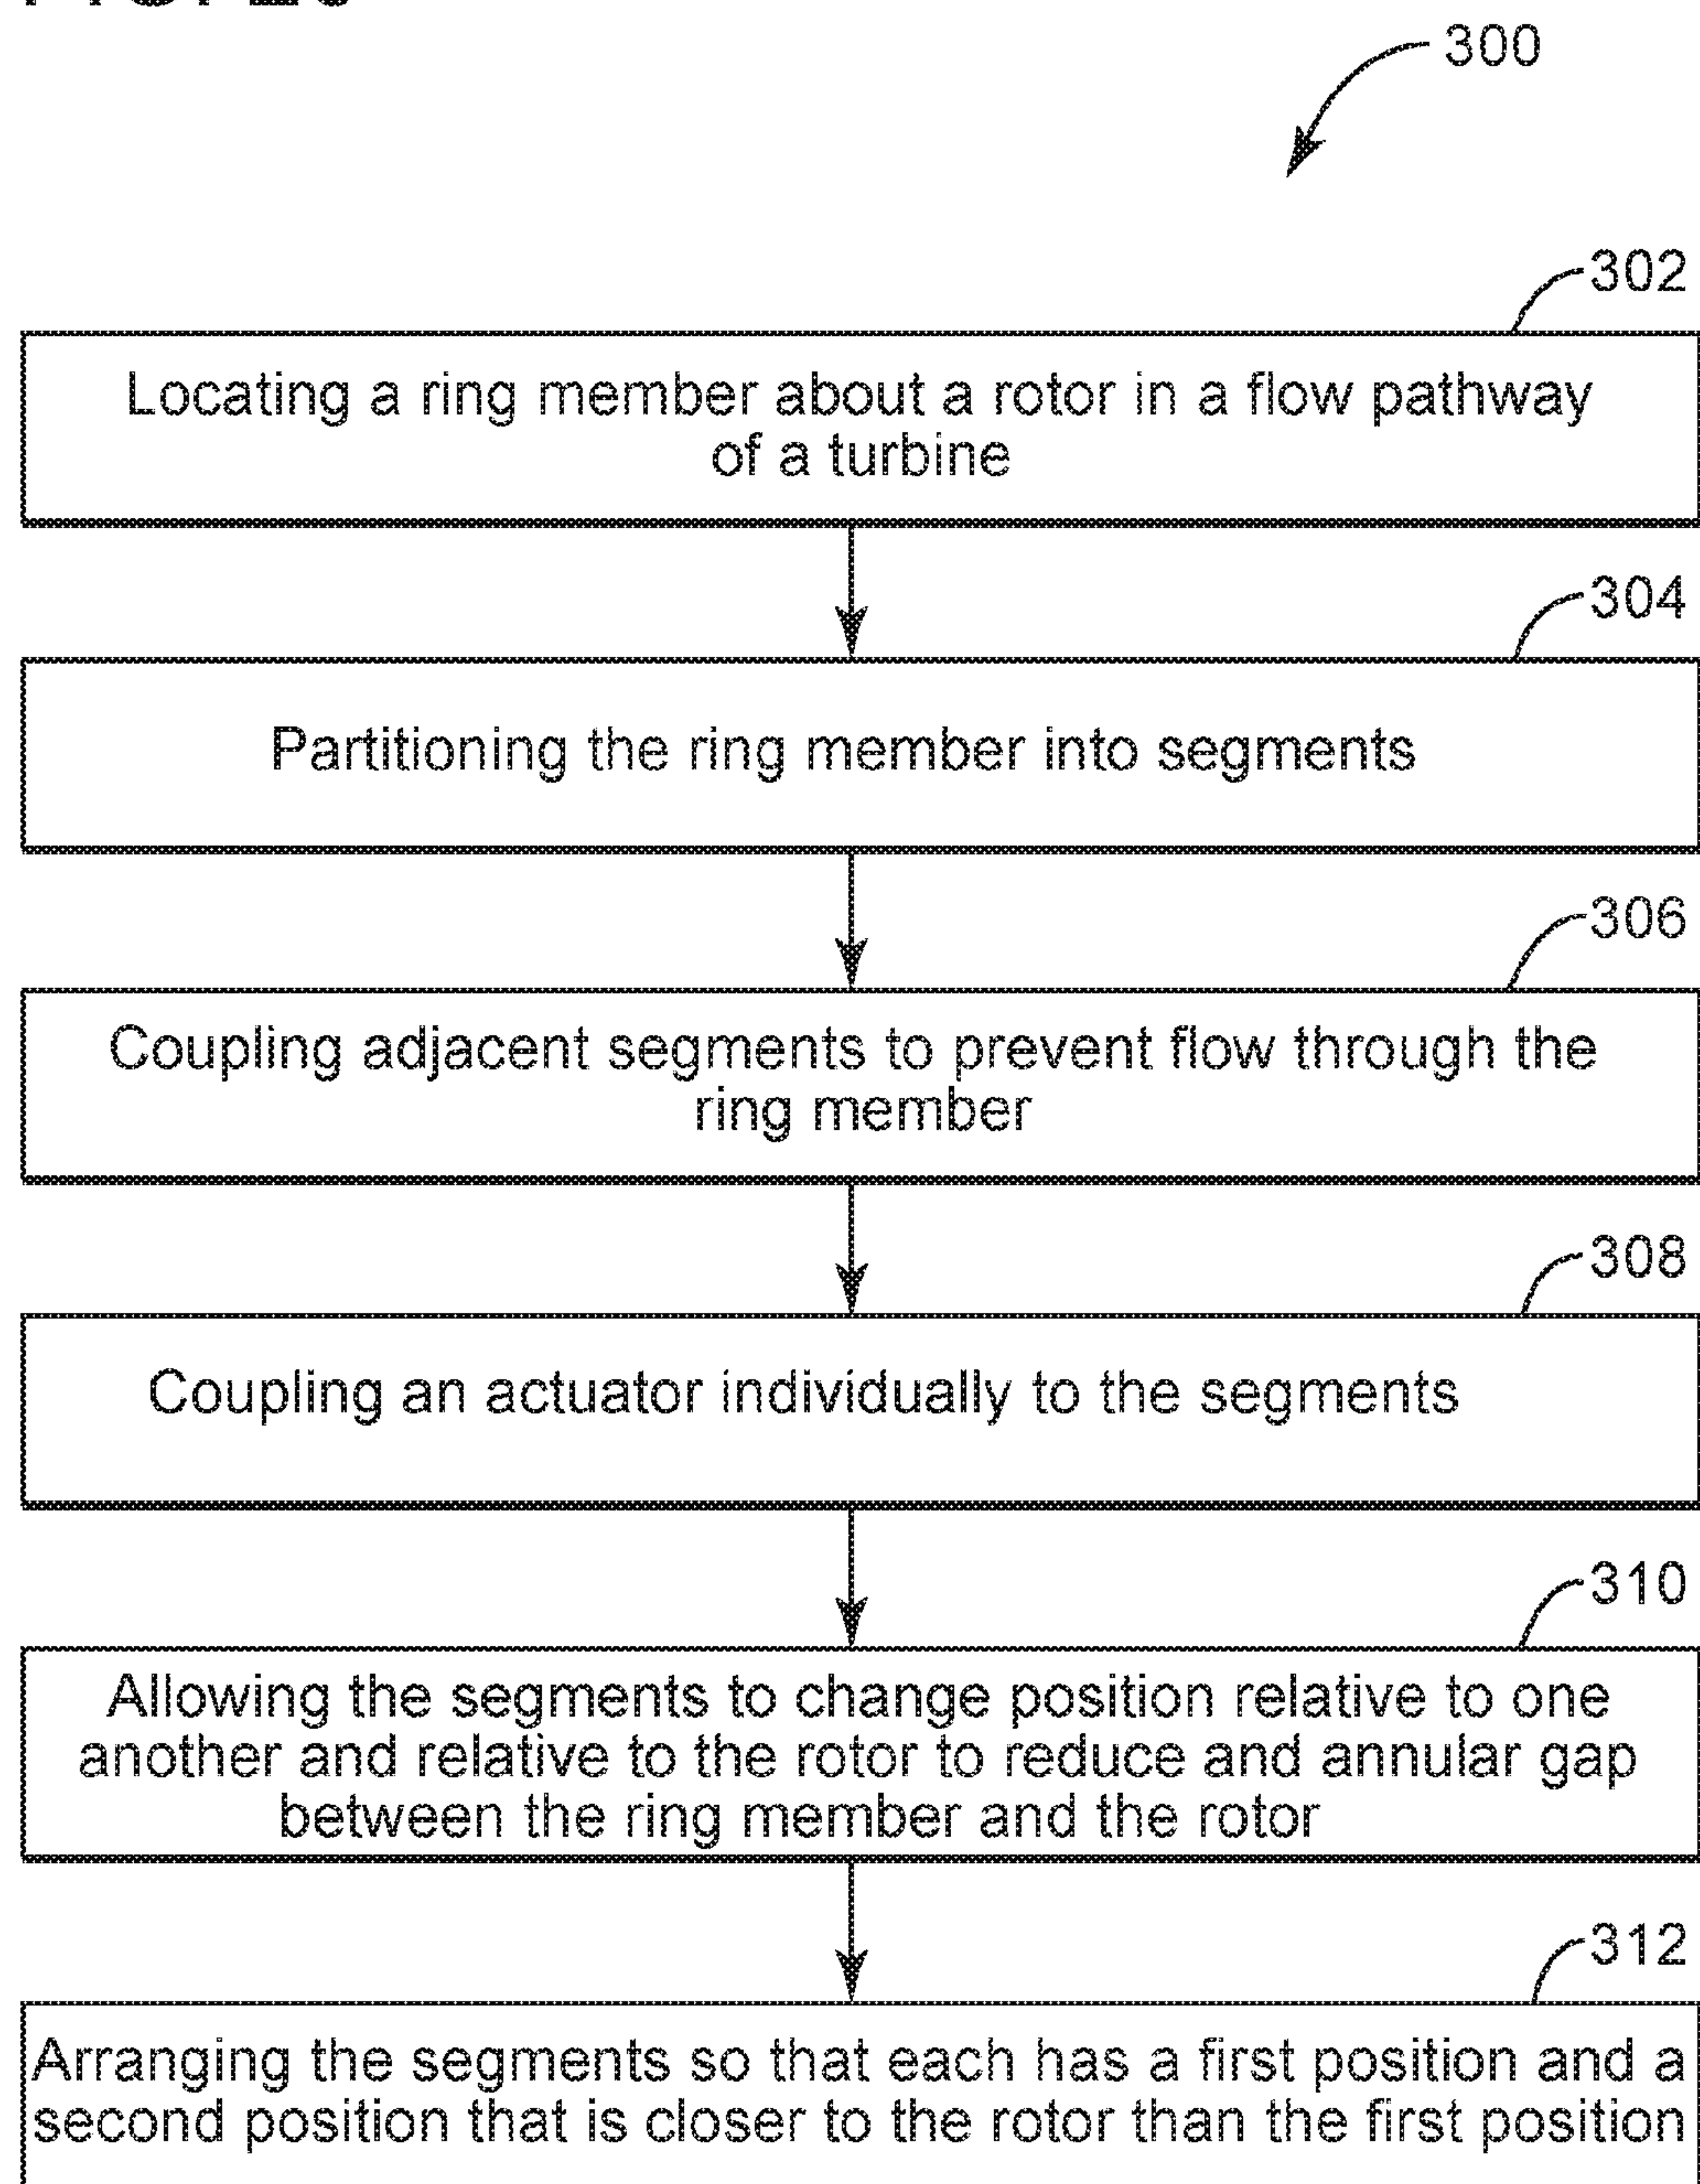 300
302
Locating a ring member about a rotor in a flow pathway
of a turbine
304
Partitioning the ring member into segments
306
Coupling adjacent segments to prevent flow through the
ring member
308
Coupling an actuator individually to the segments
310
Allowing the segments to change position relative to one
another and relative to the rotor to reduce and annular gap
between the ring member and the rotor
312
Arranging the segments so that each has a first position and a
second position that is closer to the rotor than the first position